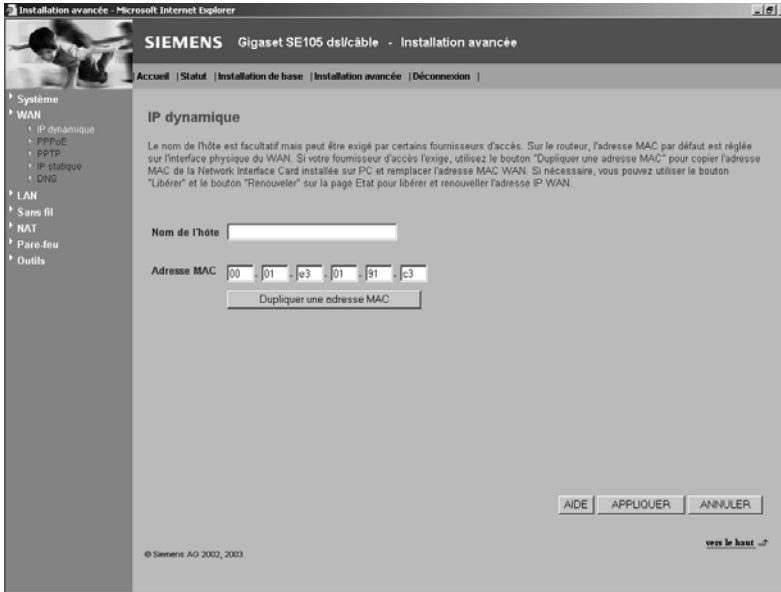 Installation avancée - Microsoft Internet Explorer
SIEMENS Gigaset SE105 dsl/câble - Installation avancée
| Accueil | Statut | Installation de base | Installation avancée | Déconnexion |
Système
WAN
IP dynamique
PPPoE
PPTP
IP statique
DNS
LAN
Sans fil
NAT
Pare-feu
Outils
IP dynamique
Le nom de l'hôte est facultatif mais peut être exigé par certains fournisseurs d'accès. Sur le routeur, l'adresse MAC par défaut est réglée
sur l'interface physique du WAN. Si votre fournisseur d'accès l'exige, utilisez le bouton "Dupliquer une adresse MAC" pour copier l'adresse
MAC de la Network Interface Card installée sur PC et remplacer l'adresse MAC WAN. Si nécessaire, vous pouvez utiliser le bouton
"Libérer" et le bouton "Renouveler" sur la page Etat pour libérer et renouveller l'adresse IP WAN.
Nom de l'hôte
Adresse MAC 00 - 01 - e3 - 01 - 91 - c3
Dupliquer une adresse MAC
AIDE APPLIQUER ANNULER
vers le haut
© Siemens AG 2002, 2003